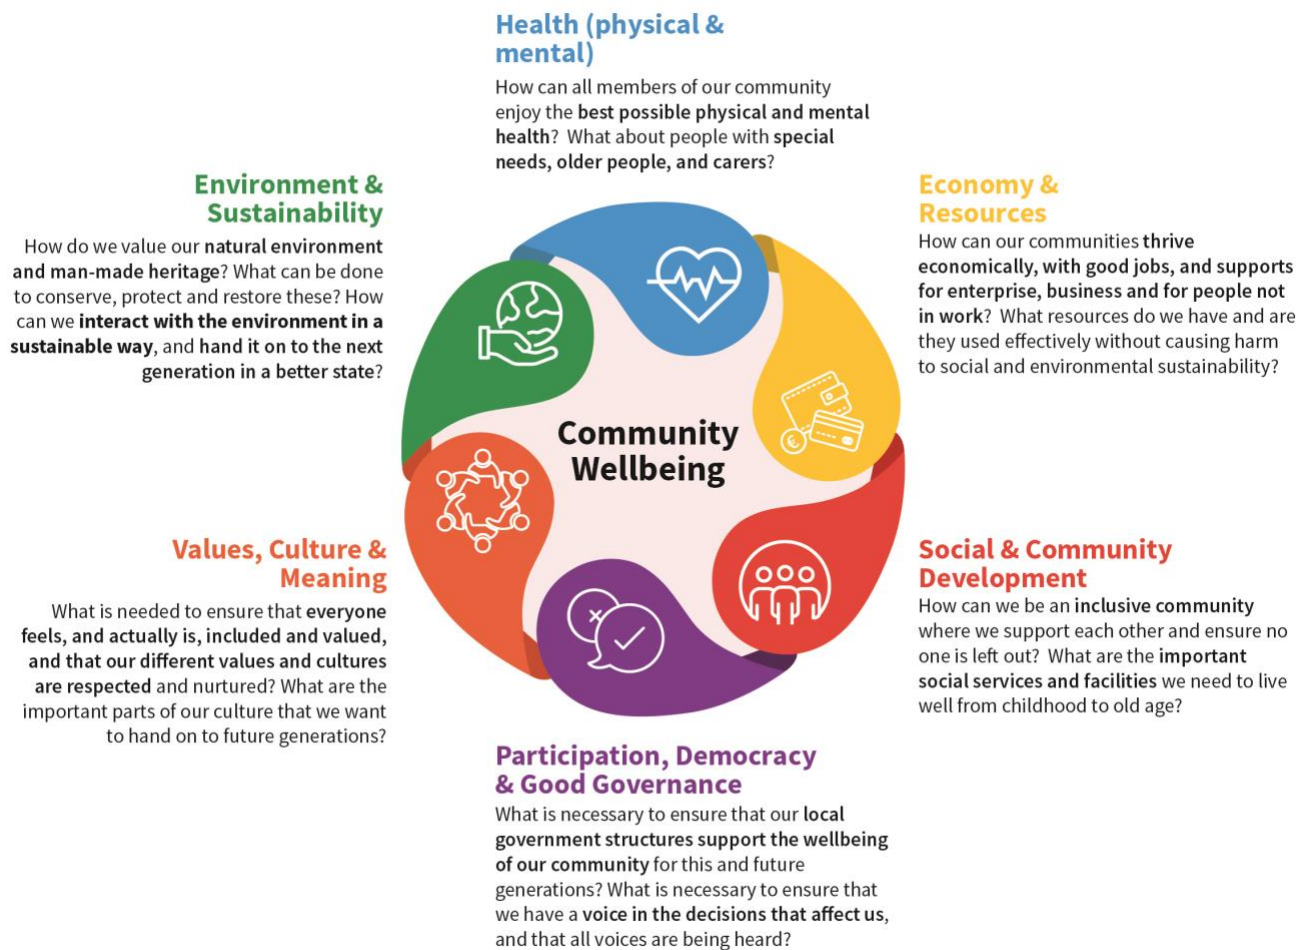 Health (physical &
mental)
How can all members of our community
enjoy the best possible physical and mental
health? What about people with special
needs, older people, and carers?
Environment &
Sustainability
How do we value our natural environment
and man-made heritage? What can be done
to conserve, protect and restore these? How
can we interact with the environment in a
sustainable way, and hand it on to the next
generation in a better state?
Economy &
Resources
How can our communities thrive
economically, with good jobs, and supports
for enterprise, business and for people not
in work? What resources do we have and are
they used effectively without causing harm
to social and environmental sustainability?
€
Community
Wellbeing
Values, Culture &
Meaning
What is needed to ensure that everyone
feels, and actually is, included and valued,
and that our different values and cultures
are respected and nurtured? What are the
important parts of our culture that we want
to hand on to future generations?
Social & Community
Development
How can we be an inclusive community
where we support each other and ensure no
one is left out? What are the important
social services and facilities we need to live
well from childhood to old age?
Participation, Democracy
& Good Governance
What is necessary to ensure that our local
government structures support the wellbeing
of our community for this and future
generations? What is necessary to ensure that
we have a voice in the decisions that affect us,
and that all voices are being heard?